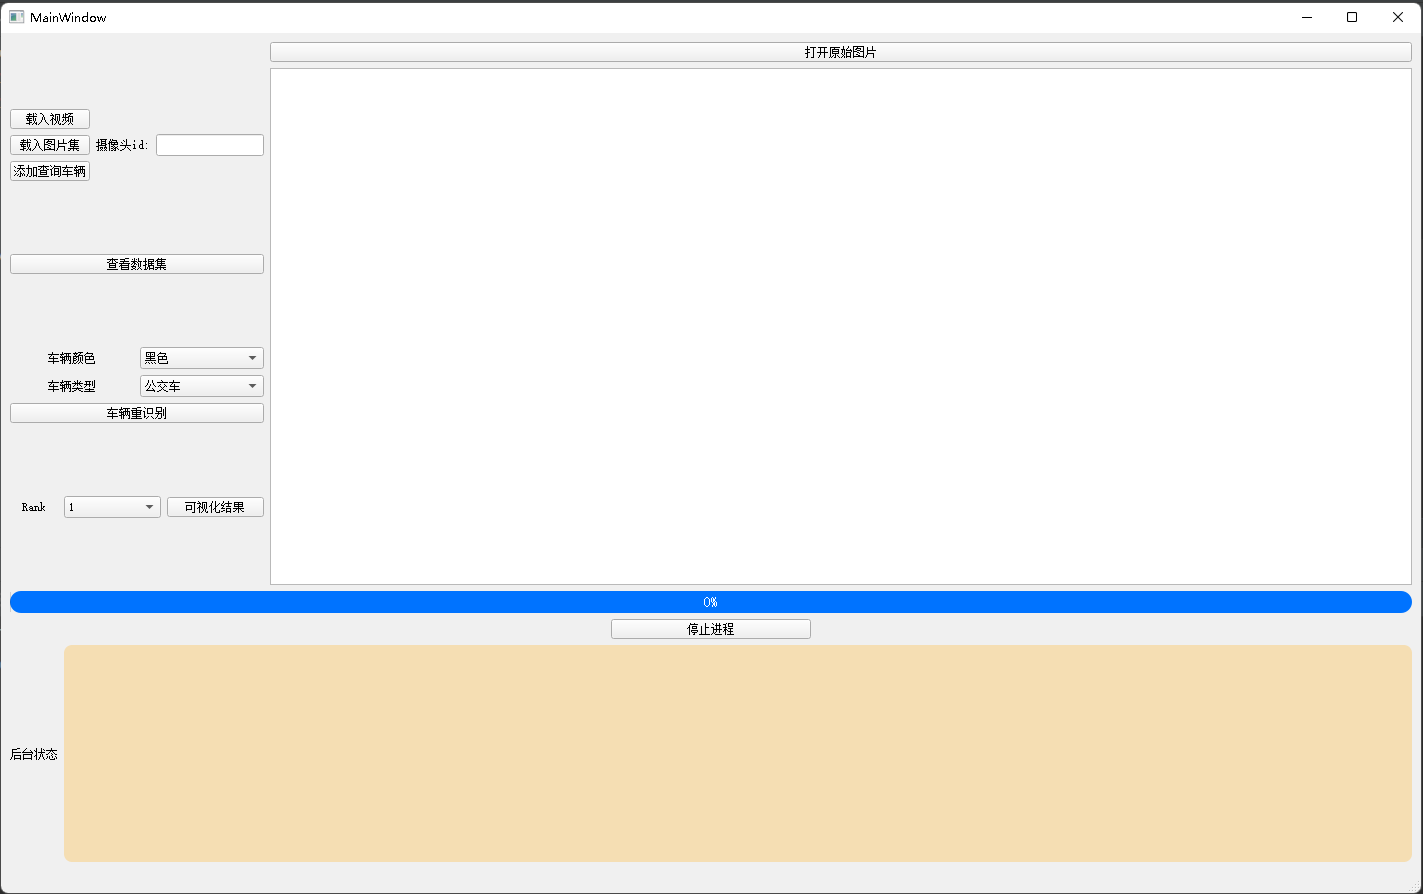 MainWindow
打开原始图片
载入视频
载入图片集 摄像头id:
添加查询车辆
查看数据集
车辆颜色 黑色
车辆类型 公交车
车辆重识别
Rank 1 可视化结果
0%
停止进程
后台状态